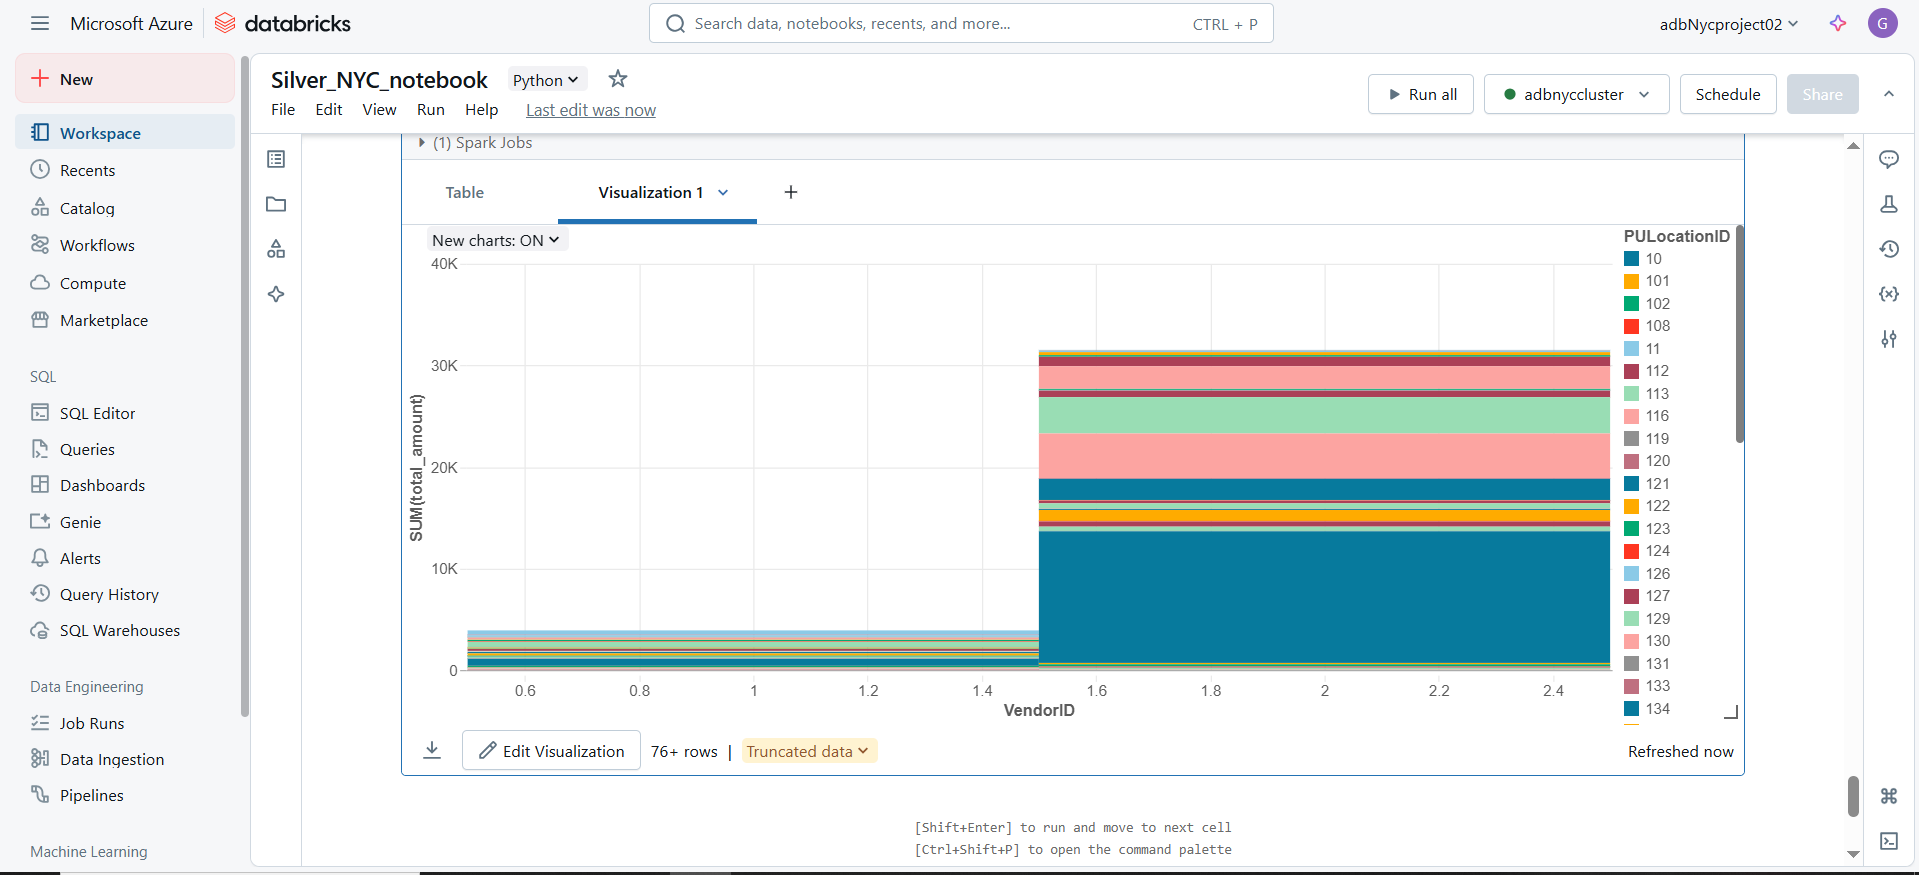 Microsoft Azure
databricks
Search data, notebooks, recents, and more...
CTRL + P
adbNycproject02
G
New
Workspace
Recents
Catalog
Workflows
Compute
Marketplace
SQL
SQL Editor
Queries
Dashboards
Genie
Alerts
Query History
SQL Warehouses
Data Engineering
Job Runs
Data Ingestion
Pipelines
Machine Learning
Silver_NYC_notebook
Python
File Edit View Run Help Last edit was now
Run all
adbnyccluster
Schedule
Share
(1) Spark Jobs
Table
Visualization 1
+
New charts: ON
40K
30K
20K
10K
0
SUM(total_amount)
0.6 0.8 1 1.2 1.4 1.6 1.8 2 2.2 2.4
VendorID
PULocationID
10
101
102
108
11
112
113
116
119
120
121
122
123
124
126
127
129
130
131
133
134
Edit Visualization
76+ rows |
Truncated data
Refreshed now
[Shift+Enter] to run and move to next cell
[Ctrl+Shift+P] to open the command palette